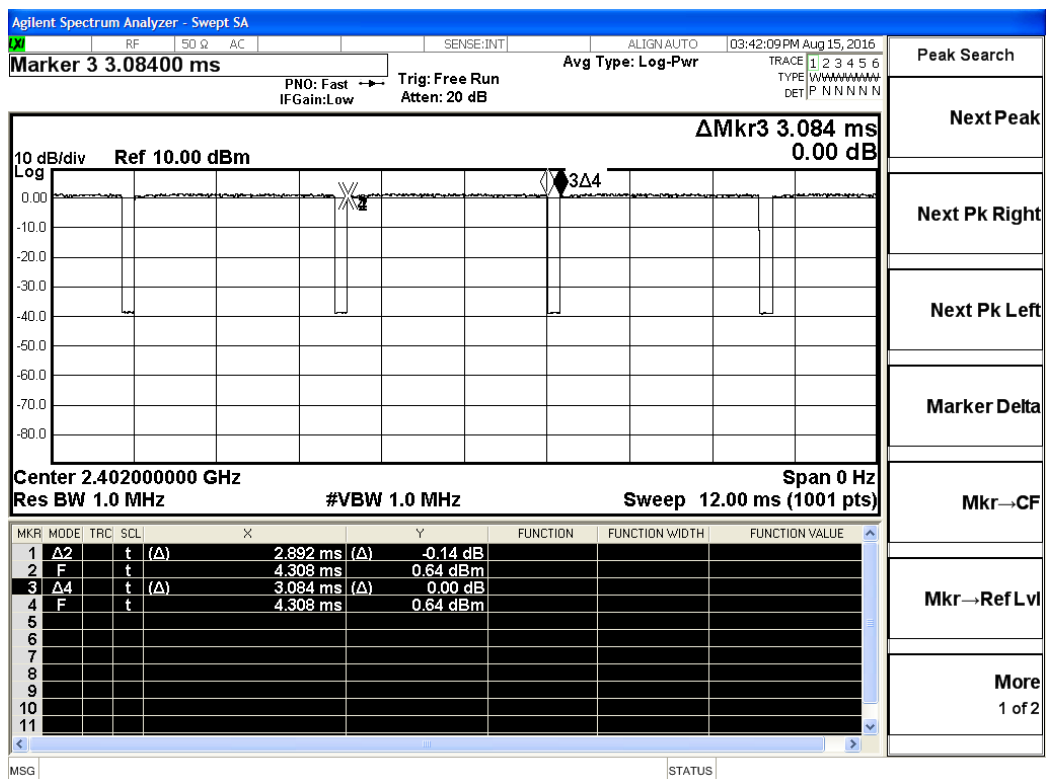 Agilent Spectrum Analyzer - Swept SA
LXI RF 50 Ω AC SENSE:INT ALIGN AUTO 03:42:09 PM Aug 15, 2016
Marker 3 3.08400 ms
PNO: Fast
IFGain:Low
Trig: Free Run
Atten: 20 dB
Avg Type: Log-Pwr
TRACE 1 2 3 4 5 6
TYPE WWWWWW
DET P N N N N N
ΔMkr3 3.084 ms
0.00 dB
10 dB/div Ref 10.00 dBm
Log
0.00
-10.0
-20.0
-30.0
-40.0
-50.0
-60.0
-70.0
-80.0
3Δ4
Center 2.402000000 GHz Span 0 Hz
Res BW 1.0 MHz #VBW 1.0 MHz Sweep 12.00 ms (1001 pts)
MKR MODE TRC SCL X Y FUNCTION FUNCTION WIDTH FUNCTION VALUE
1 Δ2 t (Δ) 2.892 ms (Δ) -0.14 dB
2 F t 4.308 ms 0.64 dBm
3 Δ4 t (Δ) 3.084 ms (Δ) 0.00 dB
4 F t 4.308 ms 0.64 dBm
5
6
7
8
9
10
11
MSG STATUS
Peak Search
Next Peak
Next Pk Right
Next Pk Left
Marker Delta
Mkr→CF
Mkr→Ref Lvl
More
1 of 2